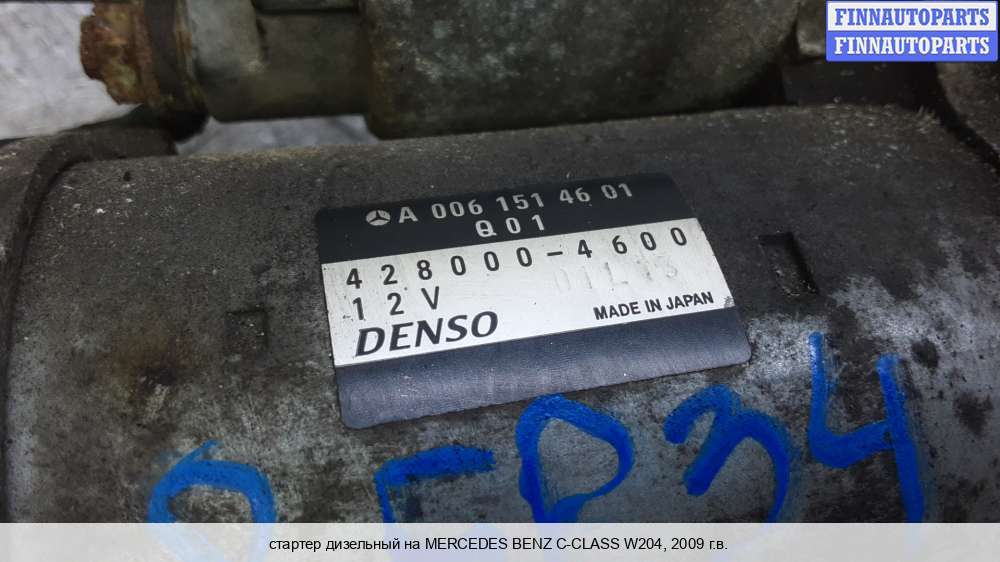 FINNAUTOPARTS
FINNAUTOPARTS
A 006 151 46 01
Q01
428000-4600
12V
DENSO
MADE IN JAPAN
стартер дизельный на MERCEDES BENZ C-CLASS W204, 2009 г.в.